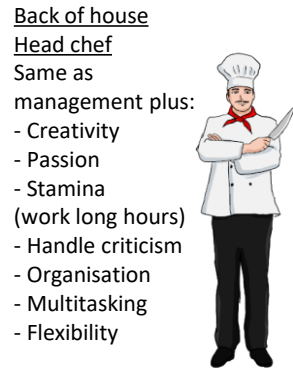 Back of house
Head chef
Same as
management plus:
- Creativity
- Passion
- Stamina
(work long hours)
- Handle criticism
- Organisation
- Multitasking
- Flexibility